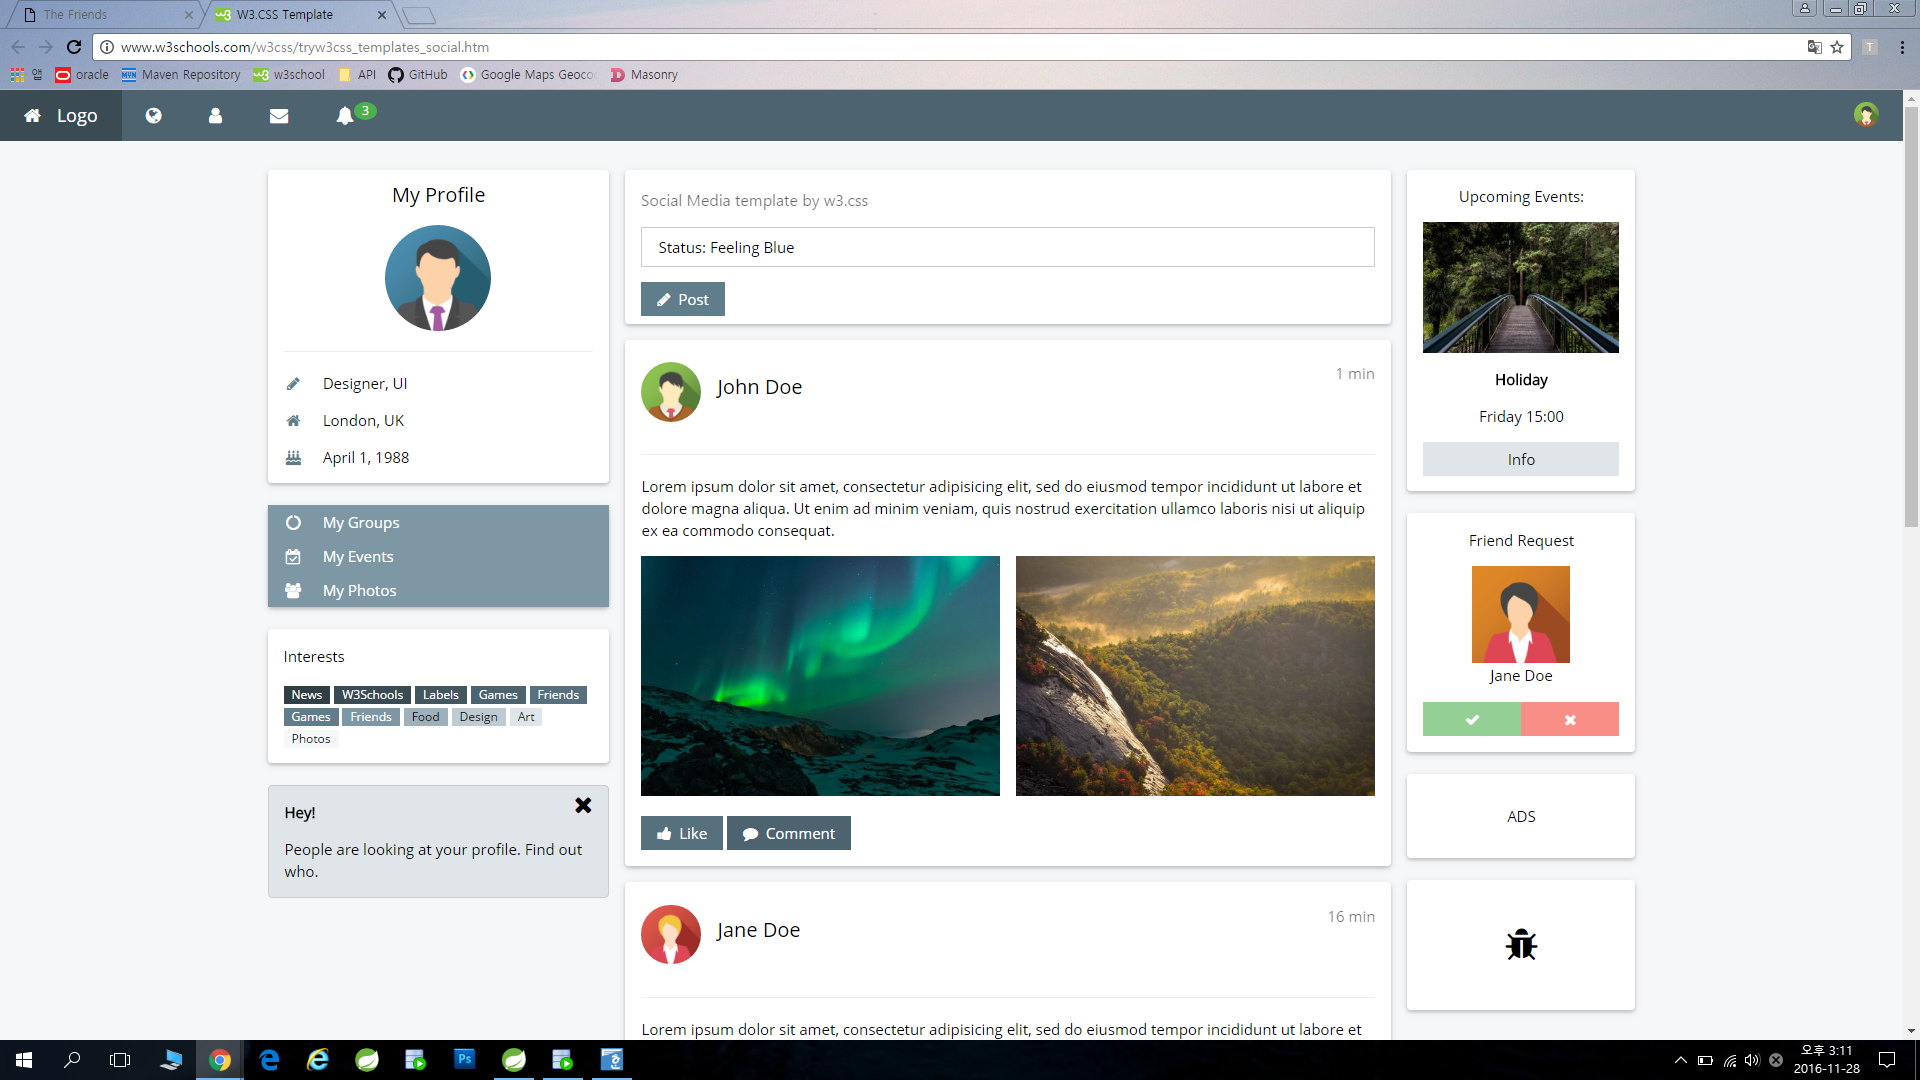 The Friends
W3.CSS Template
www.w3schools.com/w3css/tryw3css_templates_social.htm
T
oracle
Maven Repository
w3school
API
GitHub
Google Maps Geoco
Masonry
Logo
3
My Profile
Designer, UI
London, UK
April 1, 1988
My Groups
My Events
My Photos
Interests
News W3Schools Labels Games Friends
Games Friends Food Design Art
Photos
Hey!
People are looking at your profile. Find out
who.
Social Media template by w3.css
Status: Feeling Blue
Post
John Doe
1 min
Lorem ipsum dolor sit amet, consectetur adipisicing elit, sed do eiusmod tempor incididunt ut labore et
dolore magna aliqua. Ut enim ad minim veniam, quis nostrud exercitation ullamco laboris nisi ut aliquip
ex ea commodo consequat.
Like
Comment
Jane Doe
16 min
Lorem ipsum dolor sit amet, consectetur adipisicing elit, sed do eiusmod tempor incididunt ut labore et
Upcoming Events:
Holiday
Friday 15:00
Info
Friend Request
Jane Doe
ADS
Ps
오후 3:11
2016-11-28